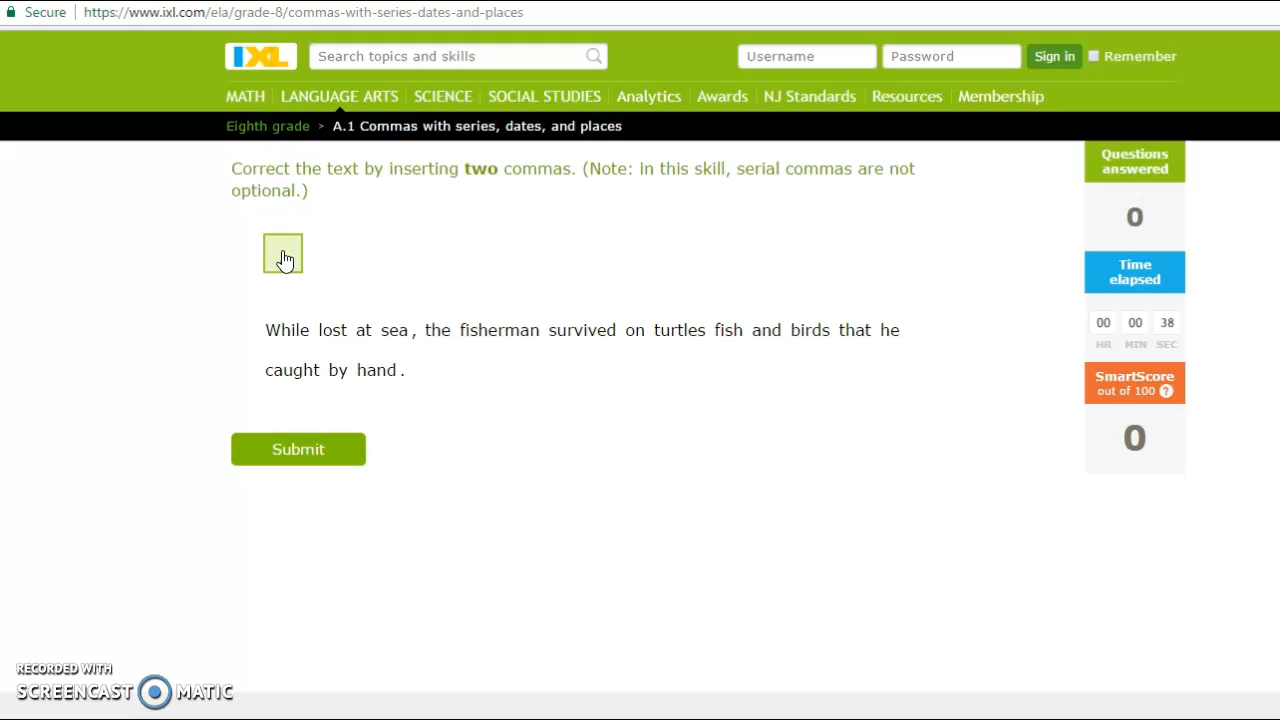 Secure https://www.ixl.com/ela/grade-8/commas-with-series-dates-and-places
IXL Search topics and skills Username Password Sign in Remember
MATH LANGUAGE ARTS SCIENCE SOCIAL STUDIES Analytics Awards NJ Standards Resources Membership
Eighth grade > A.1 Commas with series, dates, and places
Correct the text by inserting two commas. (Note: in this skill, serial commas are not
optional.)
Questions
answered
0
Time
elapsed
00 00 38
HR MIN SEC
SmartScore
out of 100 ?
0
While lost at sea, the fisherman survived on turtles fish and birds that he
caught by hand.
Submit
RECORDED WITH
SCREENCAST MATIC